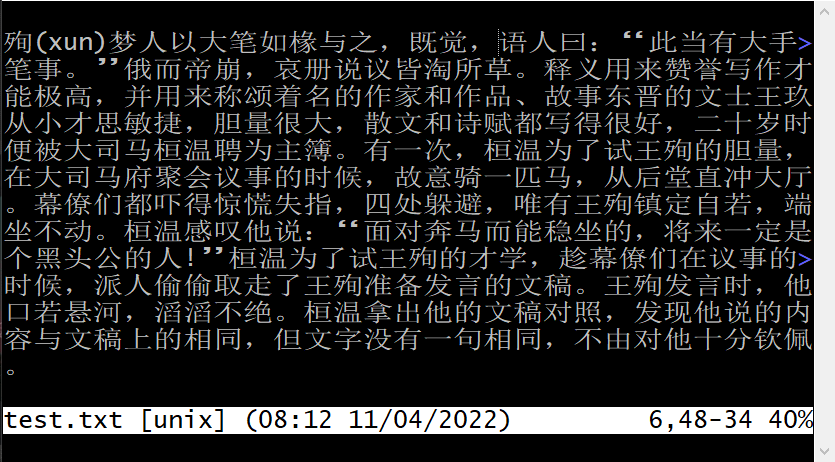 殉(xun)梦人以大笔如椽与之，既觉，语人曰：“此当有大手>
笔事。”俄而帝崩，哀册说议皆淘所草。释义用来赞誉写作才
能极高，并用来称颂着名的作家和作品、故事东晋的文士王玖
从小才思敏捷，胆量很大，散文和诗赋都写得很好，二十岁时
便被大司马桓温聘为主簿。有一次，桓温为了试王殉的胆量，
在大司马府聚会议事的时候，故意骑一匹马，从后堂直冲大厅
。幕僚们都吓得惊慌失指，四处躲避，唯有王殉镇定自若，端
坐不动。桓温感叹他说：“面对奔马而能稳坐的，将来一定是
个黑头公的人!”桓温为了试王殉的才学，趁幕僚们在议事的>
时候，派人偷偷取走了王殉准备发言的文稿。王殉发言时，他
口若悬河，滔滔不绝。桓温拿出他的文稿对照，发现他说的内
容与文稿上的相同，但文字没有一句相同，不由对他十分钦佩
。
test.txt [unix] (08:12 11/04/2022) 6,48-34 40%